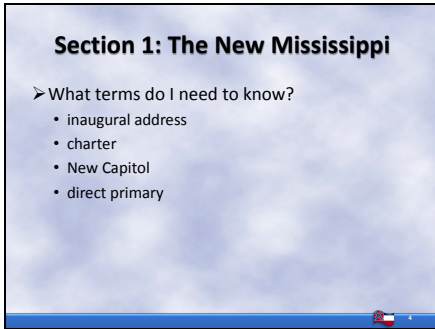 Section 1: The New Mississippi
➢What terms do I need to know?
• inaugural address
• charter
• New Capitol
• direct primary
4